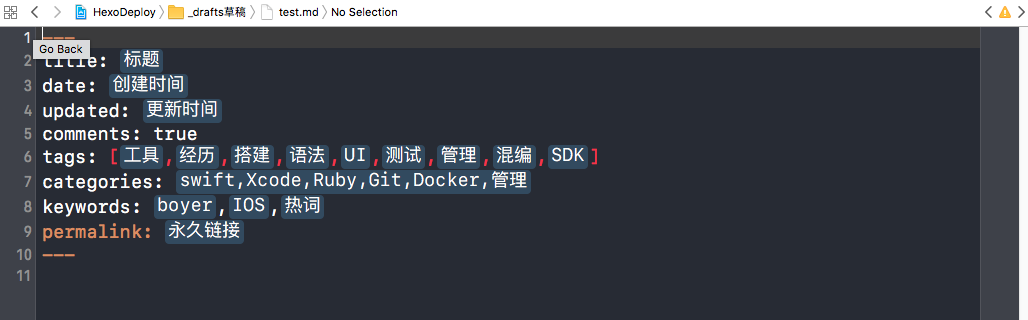 HexoDeploy 〉 _drafts草稿 〉 test.md 〉 No Selection
1 ---
Go Back
2 title: 标题
3 date: 创建时间
4 updated: 更新时间
5 comments: true
6 tags: [工具,经历,搭建,语法,UI,测试,管理,混编,SDK]
7 categories: swift,Xcode,Ruby,Git,Docker,管理
8 keywords: boyer,IOS,热词
9 permalink: 永久链接
10 ---
11